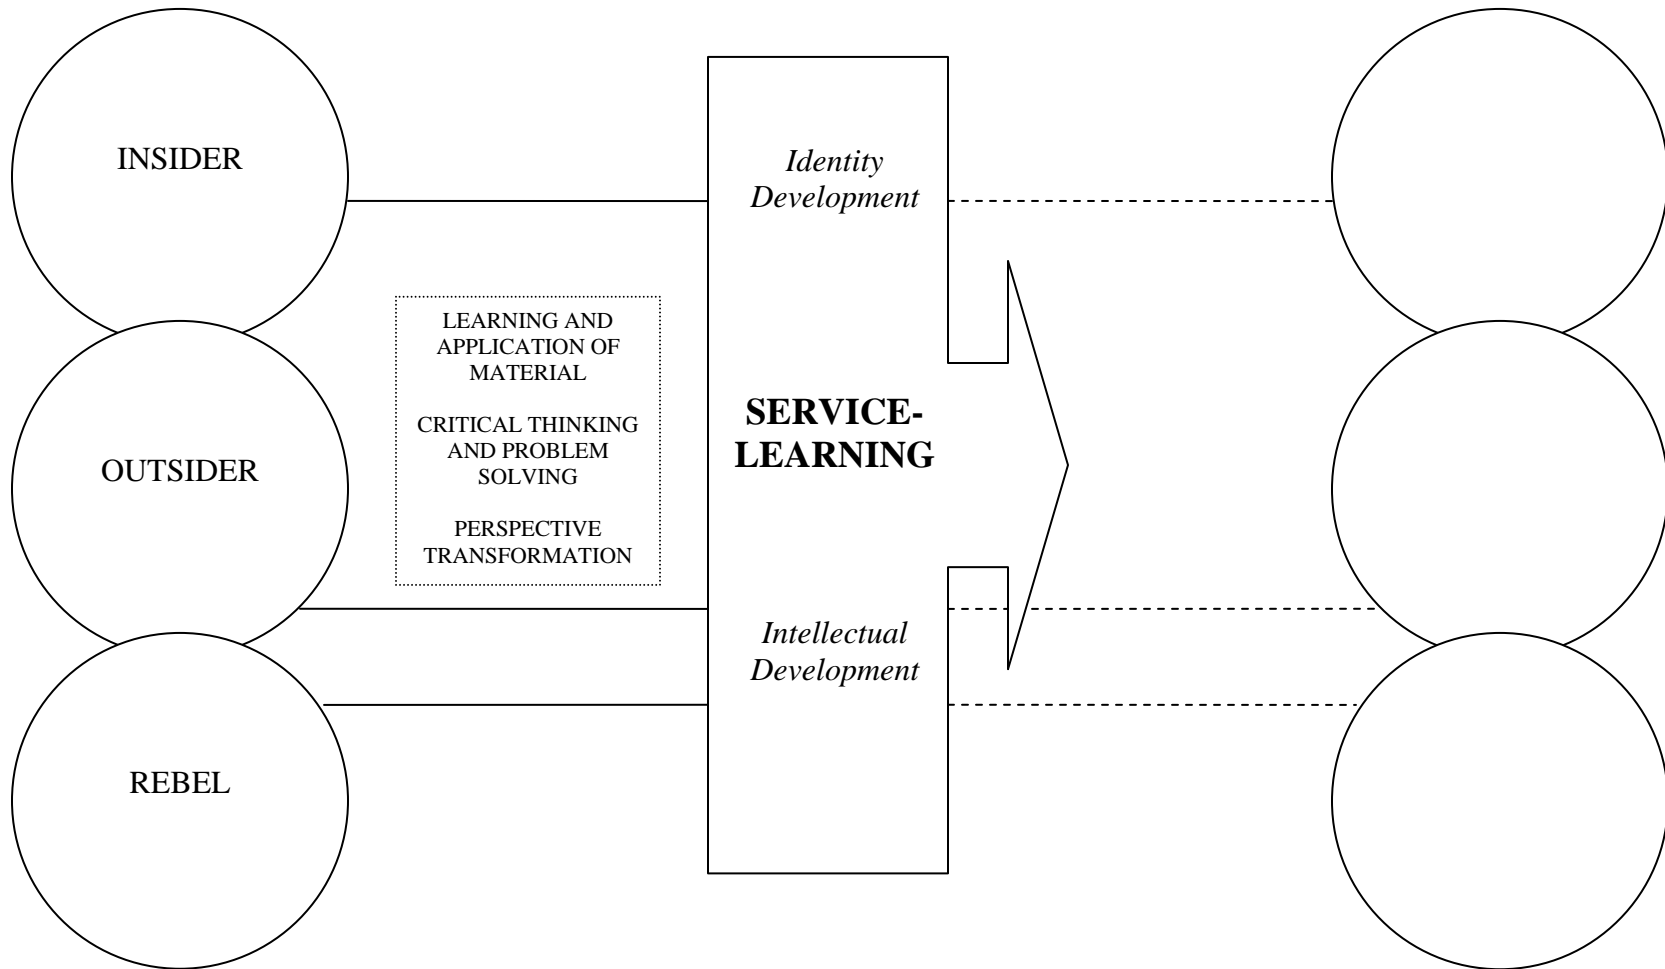 INSIDER
OUTSIDER
REBEL
LEARNING AND
APPLICATION OF
MATERIAL
CRITICAL THINKING
AND PROBLEM
SOLVING
PERSPECTIVE
TRANSFORMATION
Identity
Development
SERVICE-
LEARNING
Intellectual
Development